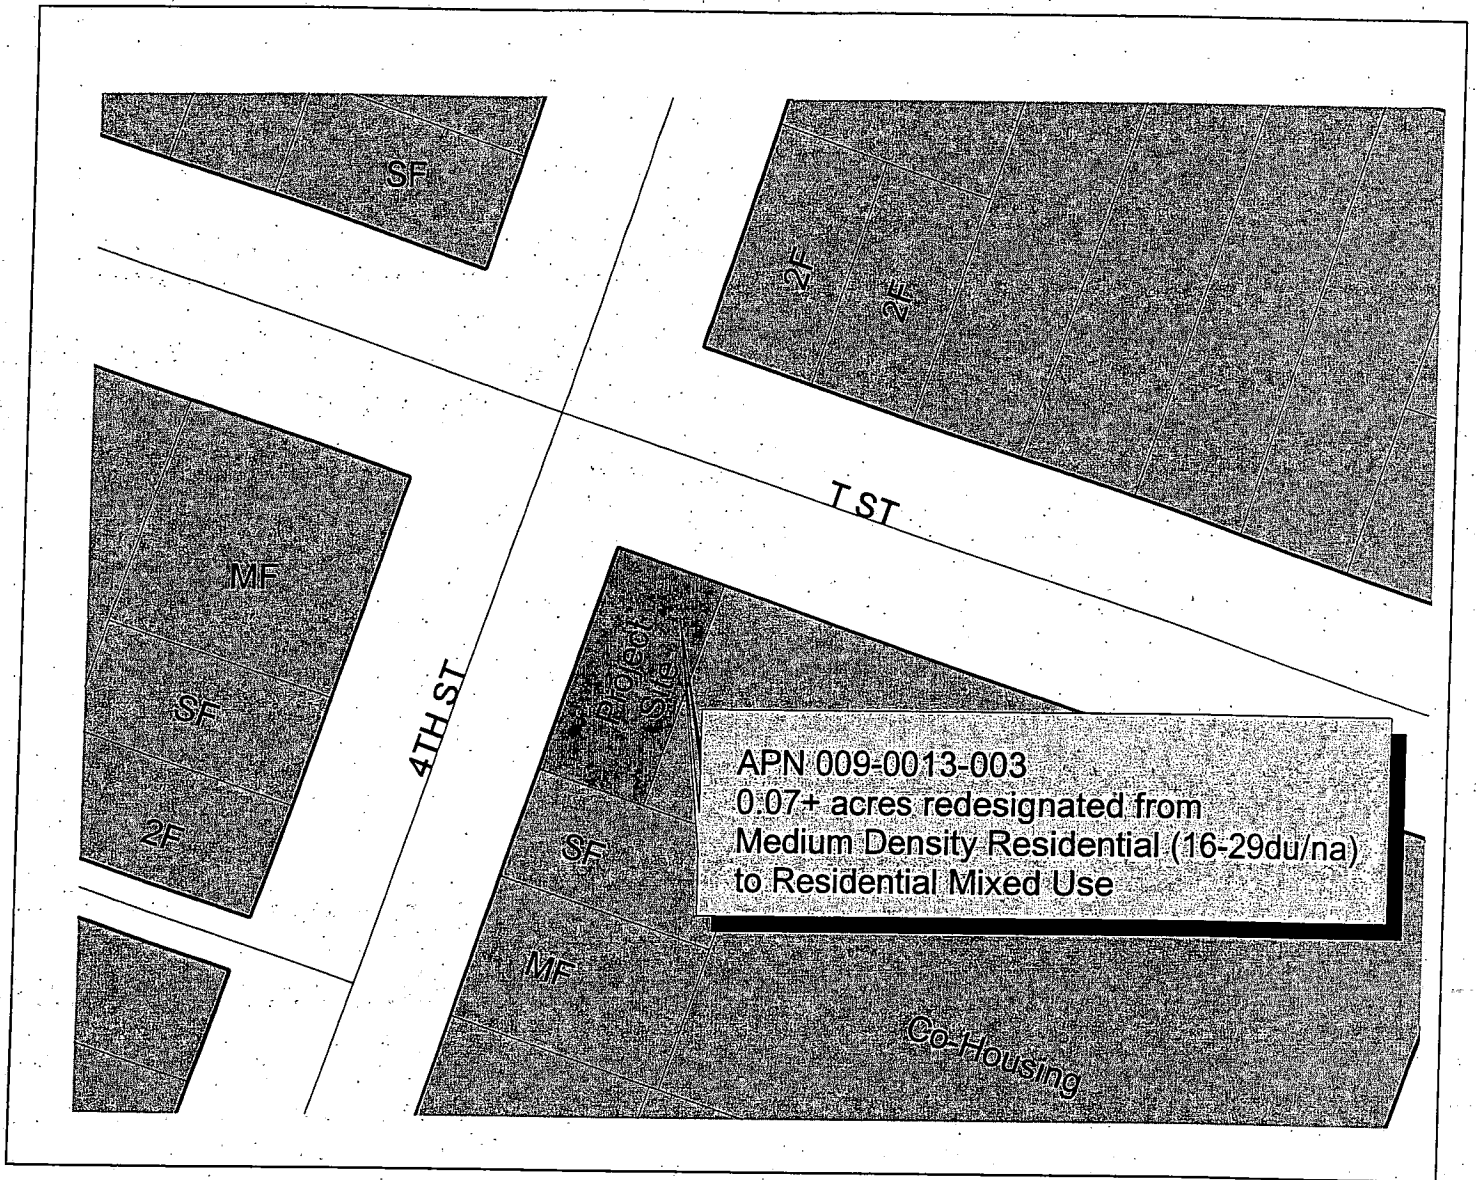 SF
2F
2F
T ST
MF
Project
Site
4TH ST
SF
APN 009-0013-003
0.07+ acres redesignated from
Medium Density Residential (16-29du/na)
to Residential Mixed Use
2F
SF
MF
Co-Housing